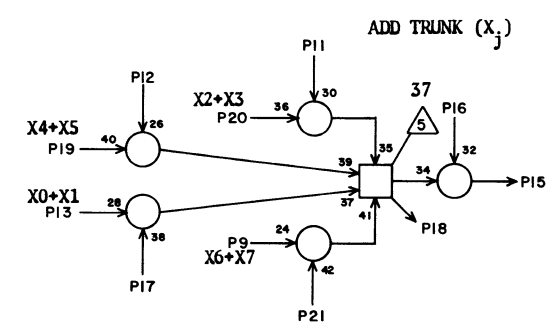 ADD TRUNK (Xj)
P11
P12
30
37
X2+X3
36
P20
5
P16
X4+X5
26
P19
40
35
32
39
34
P15
X0+X1
28
P13
37
41
38
P18
24
P9
X6+X7
42
P17
P21